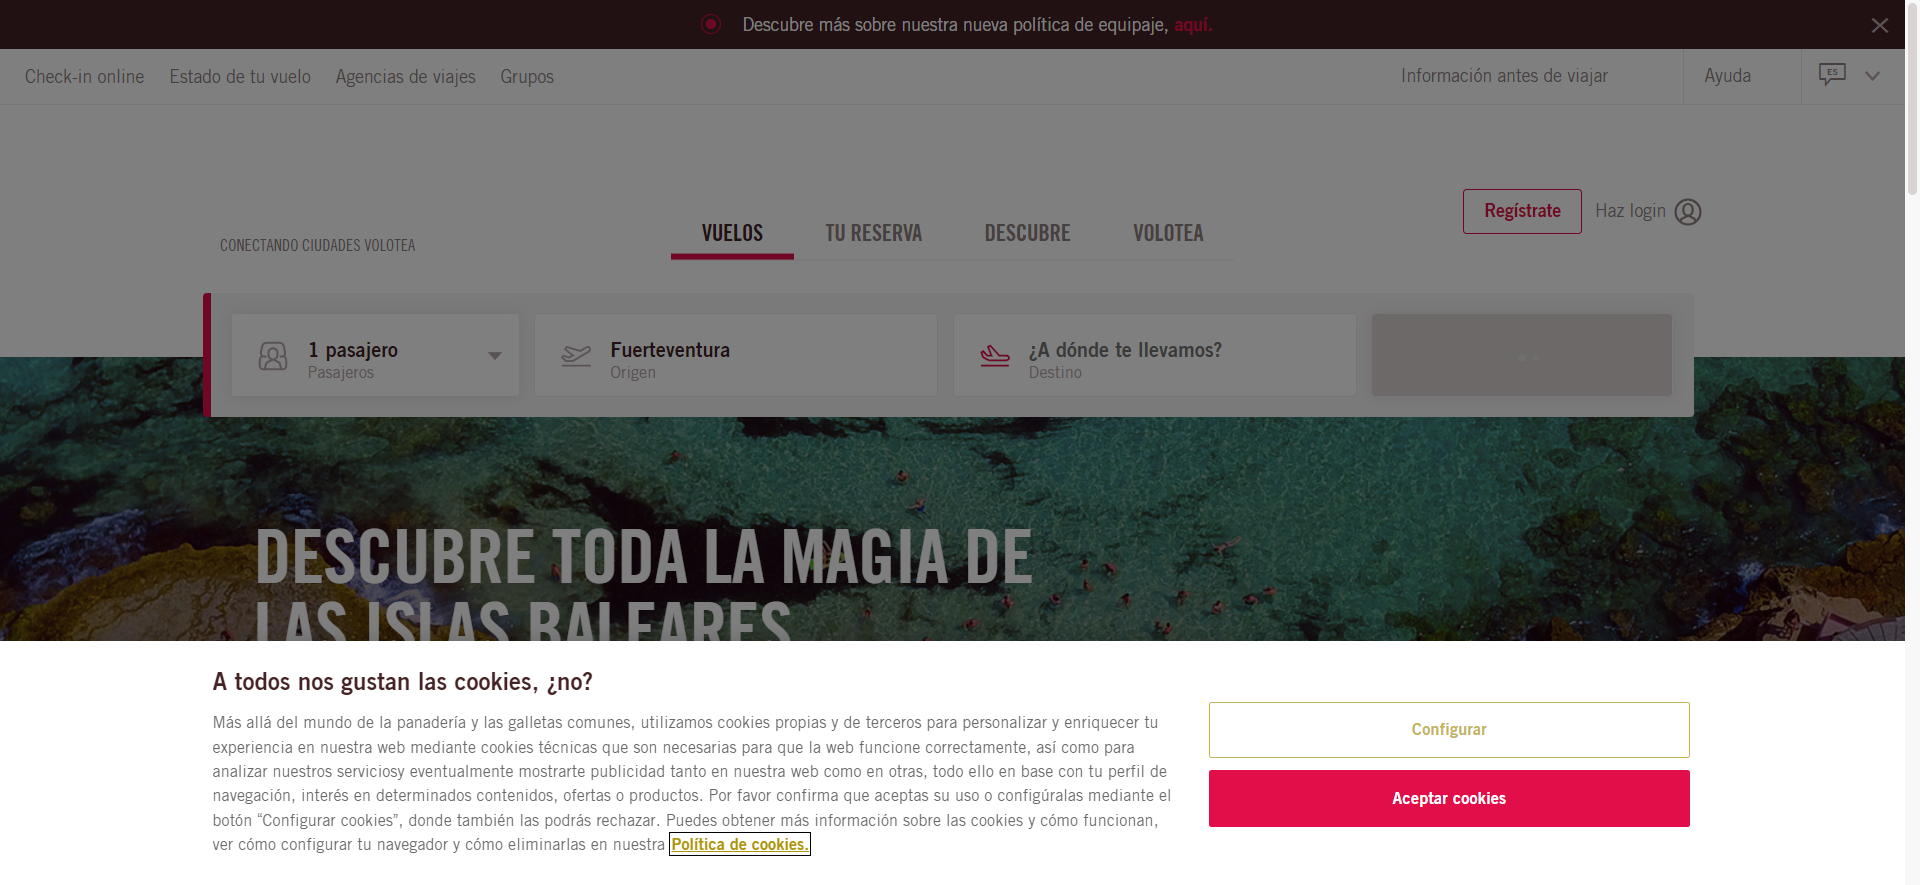 Descubre más sobre nuestra nueva política de equipaje, aquí.
Check-in online Estado de tu vuelo Agencias de viajes Grupos Información antes de viajar Ayuda ES
Regístrate Haz login
CONECTANDO CIUDADES VOLOTEA VUELOS TU RESERVA DESCUBRE VOLOTEA
1 pasajero
Pasajeros
Fuerteventura
Origen
¿A dónde te llevamos?
Destino
DESCUBRE TODA LA MAGIA DE
LAS ISLAS BALEARES
A todos nos gustan las cookies, ¿no?
Más allá del mundo de la panadería y las galletas comunes, utilizamos cookies propias y de terceros para personalizar y enriquecer tu
experiencia en nuestra web mediante cookies técnicas que son necesarias para que la web funcione correctamente, así como para
analizar nuestros serviciosy eventualmente mostrarte publicidad tanto en nuestra web como en otras, todo ello en base con tu perfil de
navegación, interés en determinados contenidos, ofertas o productos. Por favor confirma que aceptas su uso o configúralas mediante el
botón “Configurar cookies”, donde también las podrás rechazar. Puedes obtener más información sobre las cookies y cómo funcionan,
ver cómo configurar tu navegador y cómo eliminarlas en nuestra Política de cookies.
Configurar
Aceptar cookies